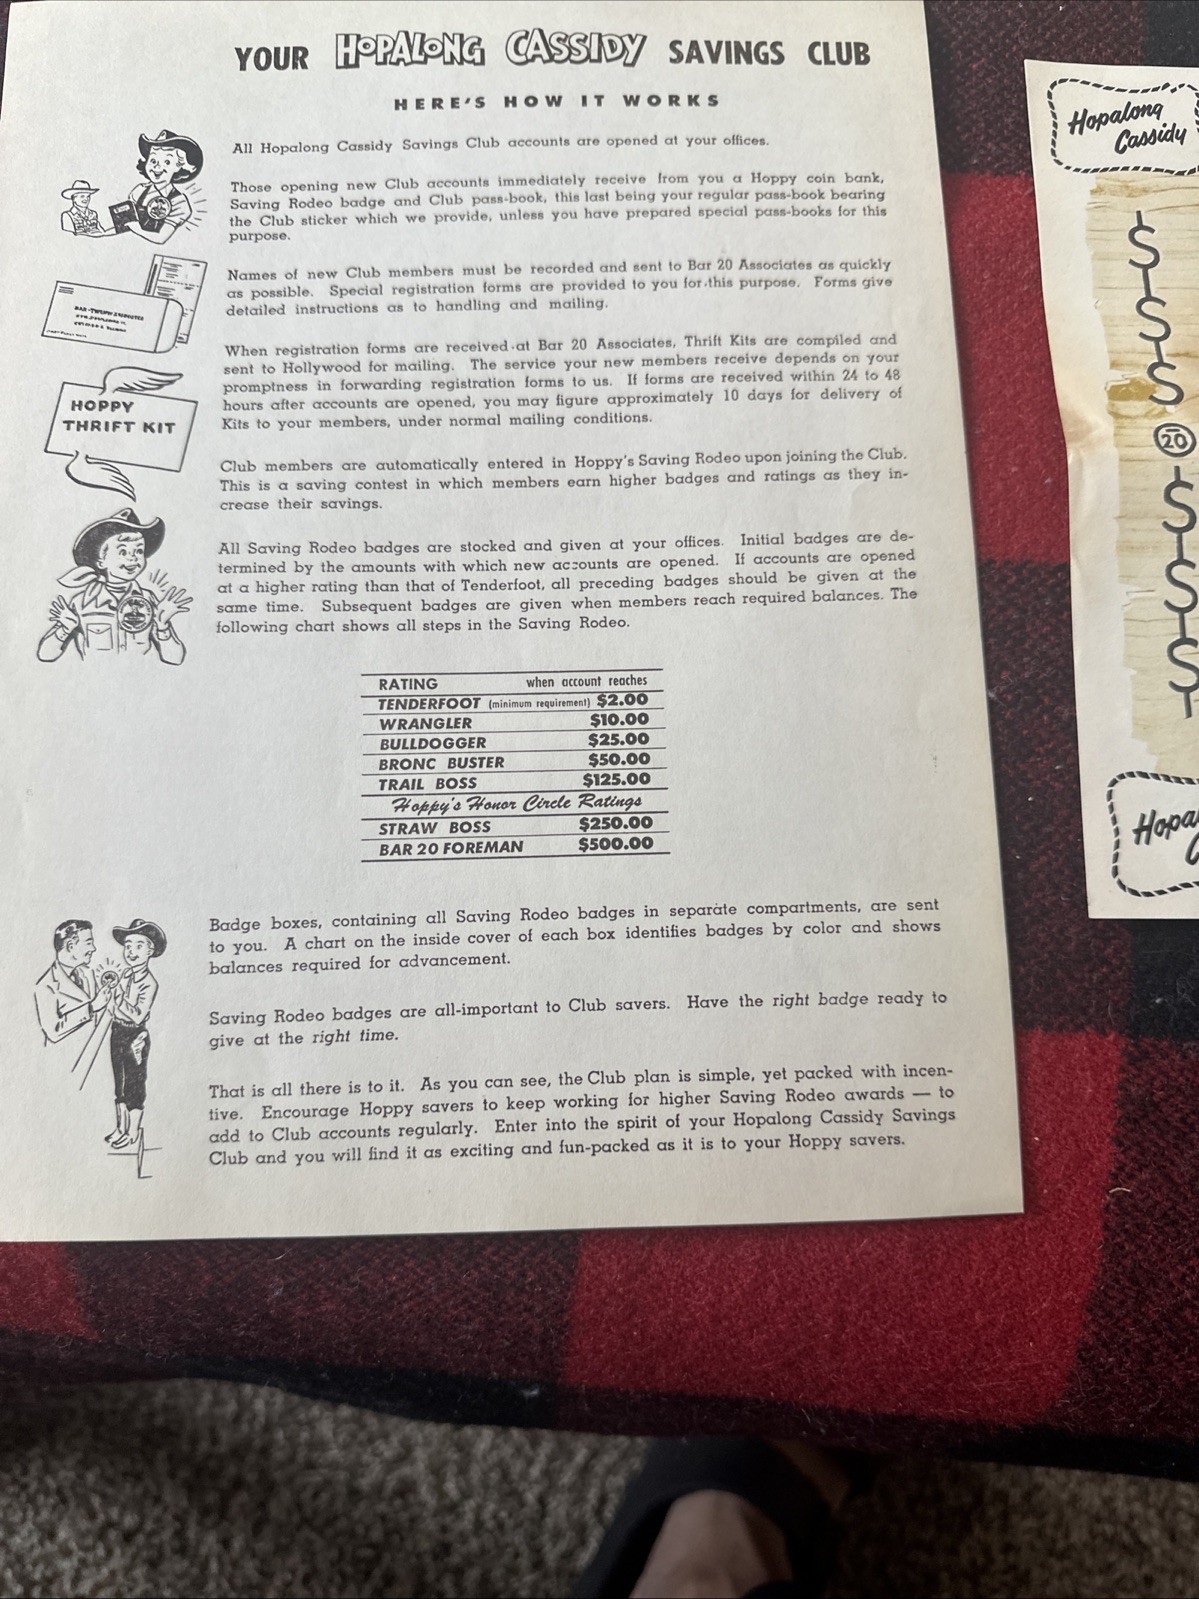 YOUR HOPALONG CASSIDY SAVINGS CLUB
HERE'S HOW IT WORKS
All Hopalong Cassidy Savings Club accounts are opened at your offices.
Those opening new Club accounts immediately receive from you a Hoppy coin bank,
Saving Rodeo badge and Club pass-book, this last being your regular pass-book bearing
the Club sticker which we provide, unless you have prepared special pass-books for this
purpose.
Names of new Club members must be recorded and sent to Bar 20 Associates as quickly
as possible. Special registration forms are provided to you for this purpose. Forms give
detailed instructions as to handling and mailing.
BAR-TWENTY ASSOCIATES
When registration forms are received at Bar 20 Associates, Thrift Kits are compiled and
sent to Hollywood for mailing. The service your new members receive depends on your
promptness in forwarding registration forms to us. If forms are received within 24 to 48
hours after accounts are opened, you may figure approximately 10 days for delivery of
Kits to your members, under normal mailing conditions.
HOPPY
THRIFT KIT
Club members are automatically entered in Hoppy's Saving Rodeo upon joining the Club.
This is a saving contest in which members earn higher badges and ratings as they in-
crease their savings.
All Saving Rodeo badges are stocked and given at your offices. Initial badges are de-
termined by the amounts with which new accounts are opened. If accounts are opened
at a higher rating than that of Tenderfoot, all preceding badges should be given at the
same time. Subsequent badges are given when members reach required balances. The
following chart shows all steps in the Saving Rodeo.
RATING when account reaches
TENDERFOOT (minimum requirement) $2.00
WRANGLER $10.00
BULLDOGGER $25.00
BRONC BUSTER $50.00
TRAIL BOSS $125.00
Hoppy's Honor Circle Ratings
STRAW BOSS $250.00
BAR 20 FOREMAN $500.00
Badge boxes, containing all Saving Rodeo badges in separate compartments, are sent
to you. A chart on the inside cover of each box identifies badges by color and shows
balances required for advancement.
Saving Rodeo badges are all-important to Club savers. Have the right badge ready to
give at the right time.
That is all there is to it. As you can see, the Club plan is simple, yet packed with incen-
tive. Encourage Hoppy savers to keep working for higher Saving Rodeo awards — to
add to Club accounts regularly. Enter into the spirit of your Hopalong Cassidy Savings
Club and you will find it as exciting and fun-packed as it is to your Hoppy savers.
Hopalong
Cassidy
S
S
S
20
S
S
S
Hopa